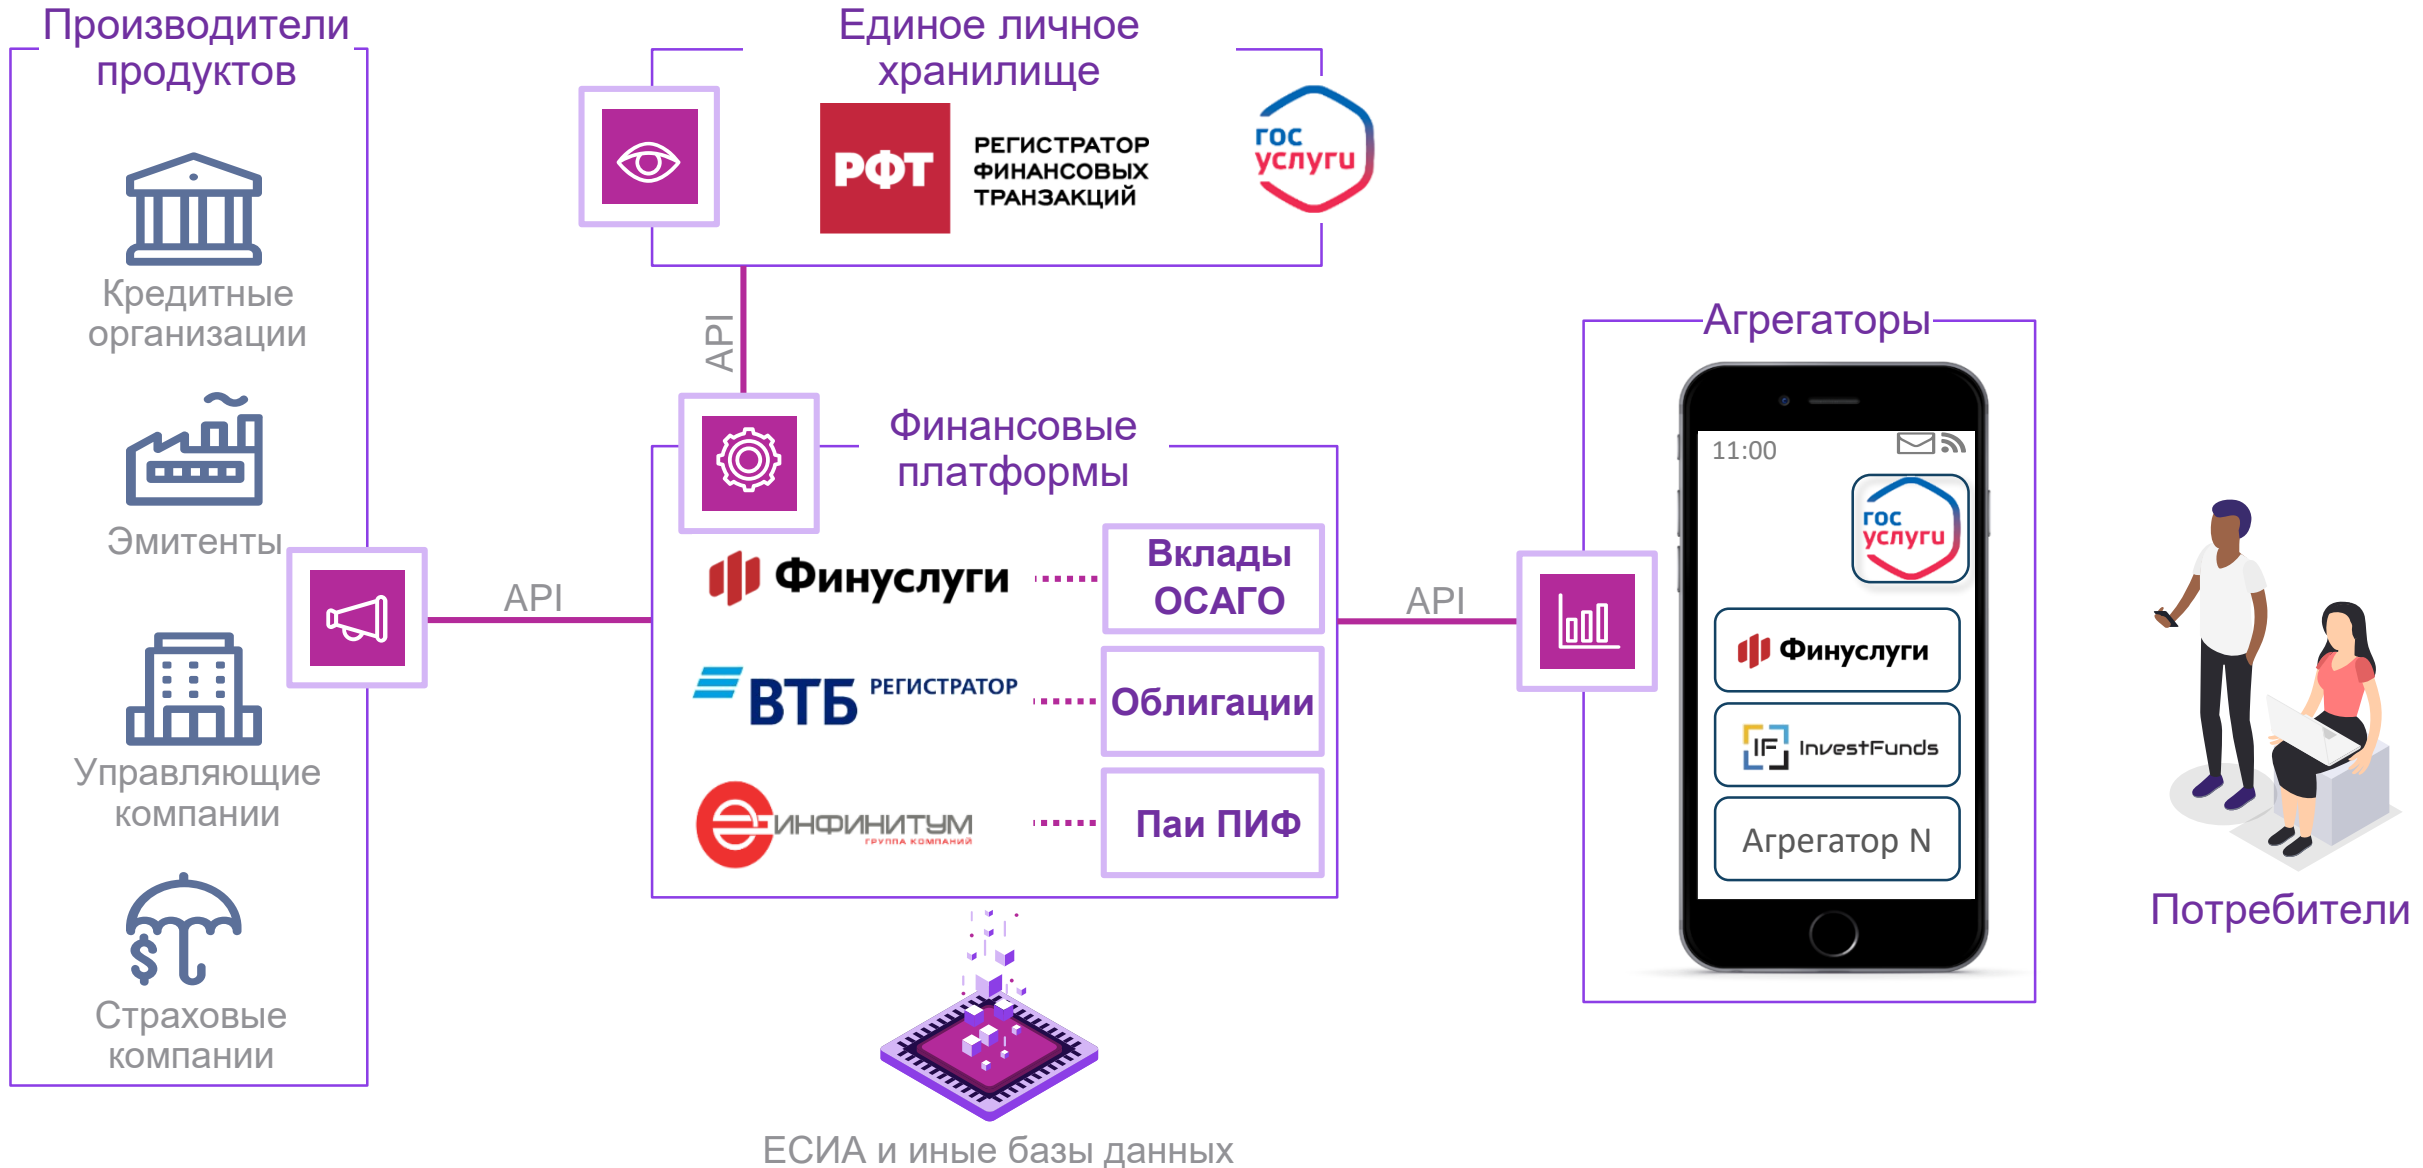 Производители
продуктов
Кредитные
организации
Эмитенты
Управляющие
компании
Страховые
компании
API
Единое личное
хранилище
РФТ
РЕГИСТРАТОР
ФИНАНСОВЫХ
ТРАНЗАКЦИЙ
гос
услуги
API
Финансовые
платформы
Финуслуги
Вклады
ОСАГО
ВТБ РЕГИСТРАТОР
Облигации
ИНФИНИТУМ
ГРУППА КОМПАНИЙ
Паи ПИФ
ЕСИА и иные базы данных
API
Агрегаторы
11:00
гос
услуги
Финуслуги
IF InvestFunds
Агрегатор N
Потребители